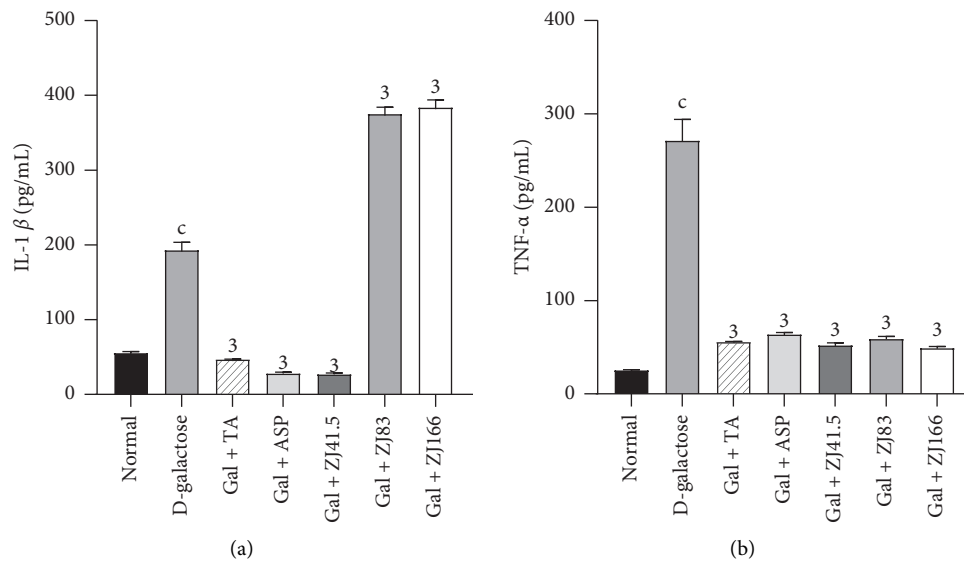 500
400
300
200
100
0
IL-1 β (pg/mL)
c
3
3
3
3
3
Normal
D-galactose
Gal + TA
Gal + ASP
Gal + ZJ41.5
Gal + ZJ83
Gal + ZJ166
(a)
400
300
200
100
0
TNF-α (pg/mL)
c
3
3
3
3
3
Normal
D-galactose
Gal + TA
Gal + ASP
Gal + ZJ41.5
Gal + ZJ83
Gal + ZJ166
(b)